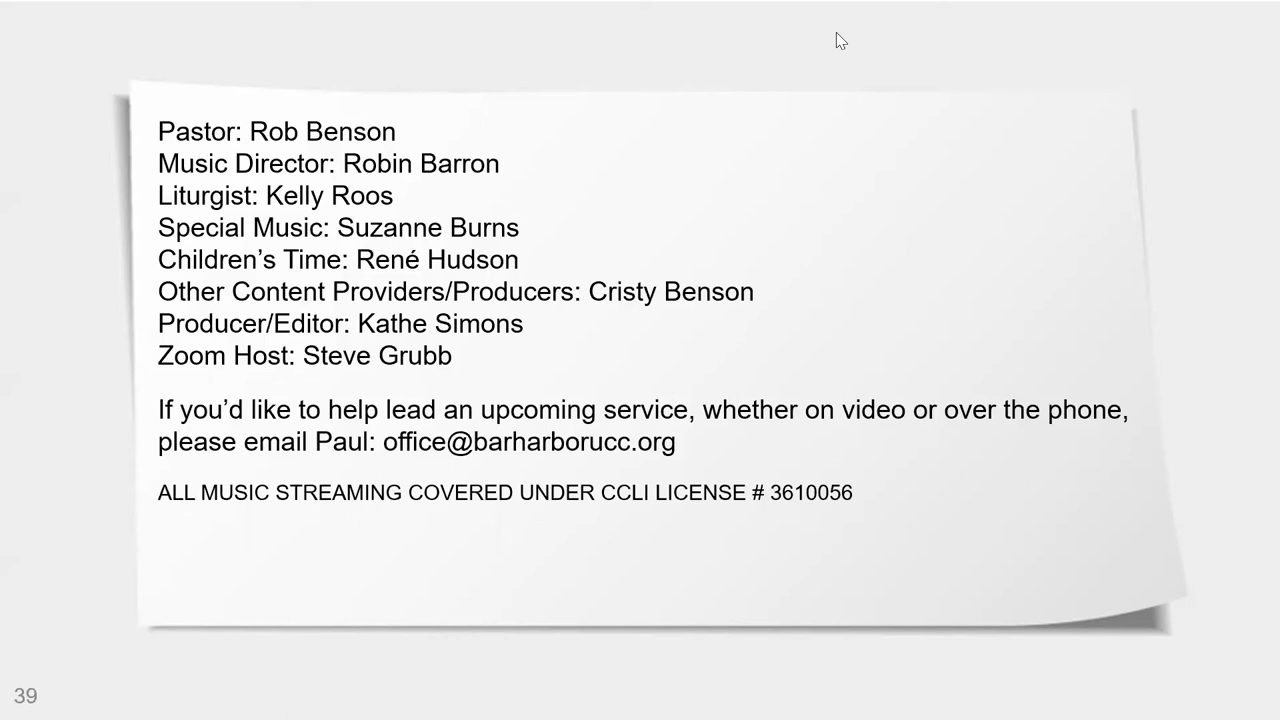 Pastor: Rob Benson
Music Director: Robin Barron
Liturgist: Kelly Roos
Special Music: Suzanne Burns
Children’s Time: René Hudson
Other Content Providers/Producers: Cristy Benson
Producer/Editor: Kathe Simons
Zoom Host: Steve Grubb
If you’d like to help lead an upcoming service, whether on video or over the phone,
please email Paul: office@barharborucc.org
ALL MUSIC STREAMING COVERED UNDER CCLI LICENSE # 3610056
39